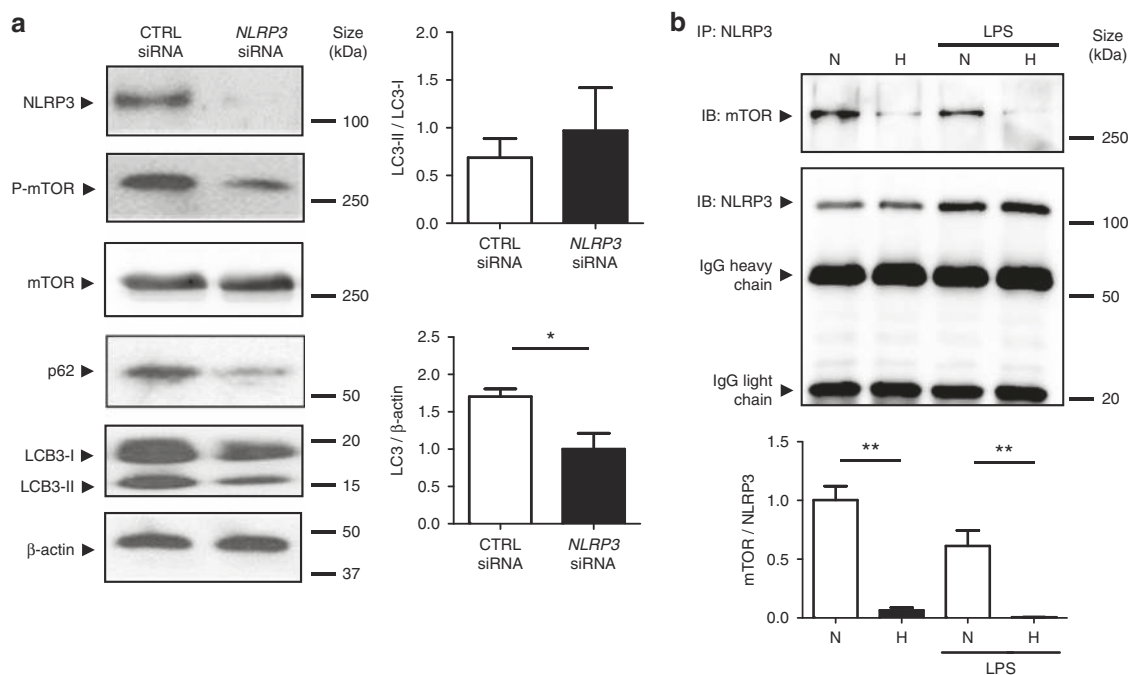 a
CTRL
siRNA
NLRP3
siRNA
Size
(kDa)
NLRP3
100
P-mTOR
250
mTOR
250
p62
50
LCB3-I
20
LCB3-II
15
β-actin
50
37
LC3-II / LC3-I
2.0
1.5
1.0
0.5
0.0
CTRL
siRNA
NLRP3
siRNA
LC3 / β-actin
2.5
2.0
1.5
1.0
0.5
0.0
*
CTRL
siRNA
NLRP3
siRNA
b
IP: NLRP3
LPS
Size
(kDa)
N H N H
IB: mTOR
250
IB: NLRP3
100
IgG heavy
chain
50
IgG light
chain
20
mTOR / NLRP3
1.5
1.0
0.5
0.0
** **
N H N H
LPS